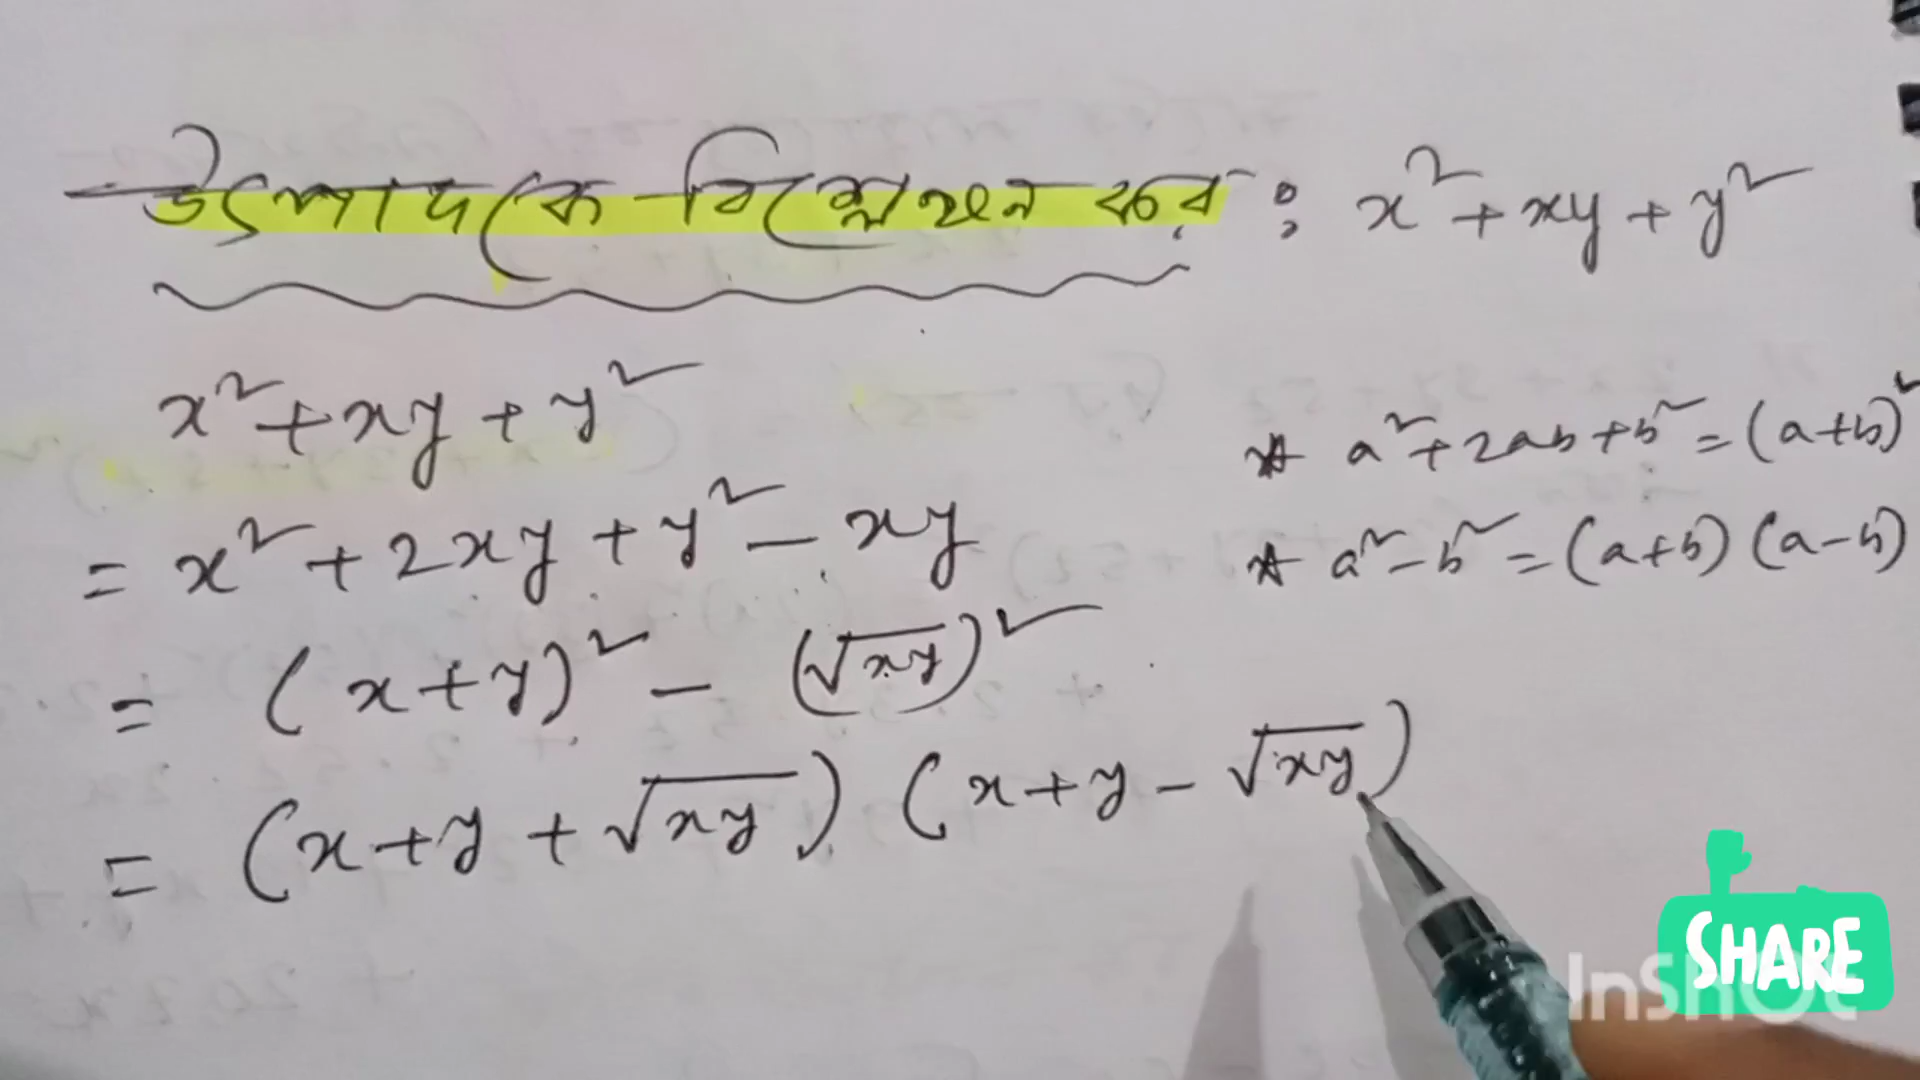 উৎপাদকে বিশ্লেষণ কর : x² + xy + y²
x² + xy + y²
= x² + 2xy + y² - xy
= (x+y)² - (√xy)²
= (x+y+√xy) (x+y-√xy)
* a²+2ab+b² = (a+b)²
* a²-b² = (a+b) (a-b)
SHARE
InShOt